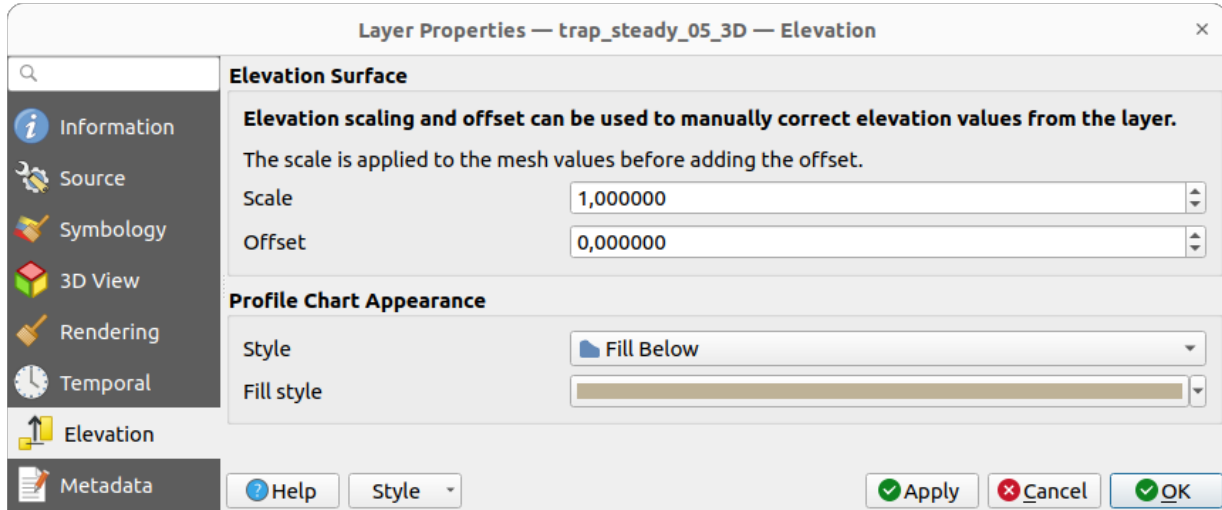 Layer Properties — trap_steady_05_3D — Elevation
Information
Source
Symbology
3D View
Rendering
Temporal
Elevation
Metadata
Elevation Surface
Elevation scaling and offset can be used to manually correct elevation values from the layer.
The scale is applied to the mesh values before adding the offset.
Scale 1,000000
Offset 0,000000
Profile Chart Appearance
Style Fill Below
Fill style
Help Style Apply Cancel OK